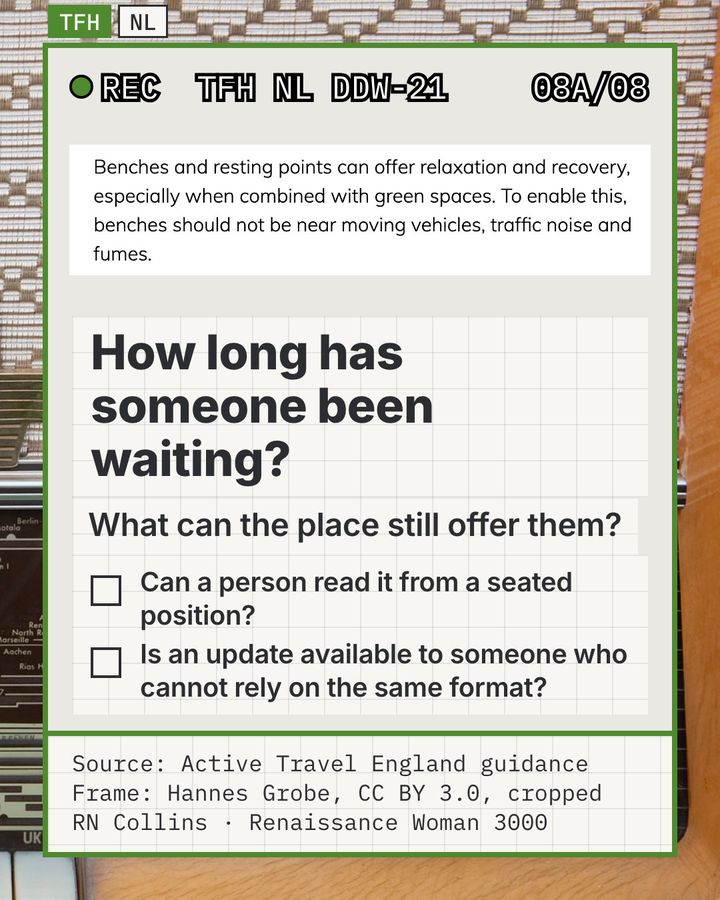 TFH NL
REC TFH NL DDW-21 08A/08
Benches and resting points can offer relaxation and recovery,
especially when combined with green spaces. To enable this,
benches should not be near moving vehicles, traffic noise and
fumes.
How long has
someone been
waiting?
What can the place still offer them?
Can a person read it from a seated
position?
Is an update available to someone who
cannot rely on the same format?
Berlin
Marseille
Aachen
Rias H
UK
Source: Active Travel England guidance
Frame: Hannes Grobe, CC BY 3.0, cropped
RN Collins · Renaissance Woman 3000